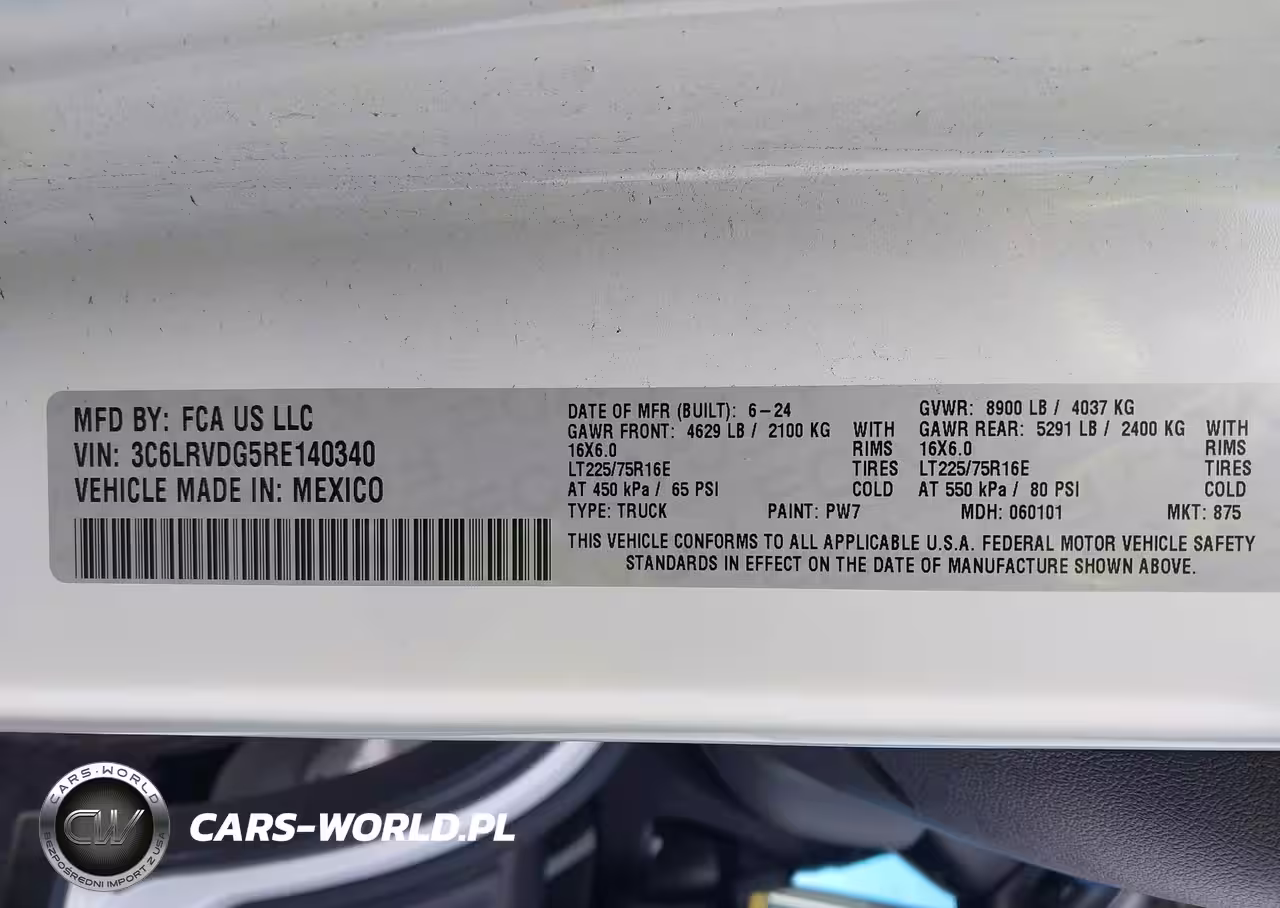 MFD BY: FCA US LLC
VIN: 3C6LRVDG5RE140340
VEHICLE MADE IN: MEXICO
DATE OF MFR (BUILT): 6-24
GAWR FRONT: 4629 LB / 2100 KG WITH
16X6.0 RIMS
LT225/75R16E TIRES
AT 450 kPa / 65 PSI COLD
GVWR: 8900 LB / 4037 KG
GAWR REAR: 5291 LB / 2400 KG WITH
16X6.0 RIMS
LT225/75R16E TIRES
AT 550 kPa / 80 PSI COLD
TYPE: TRUCK PAINT: PW7 MDH: 060101 MKT: 875
THIS VEHICLE CONFORMS TO ALL APPLICABLE U.S.A. FEDERAL MOTOR VEHICLE SAFETY
STANDARDS IN EFFECT ON THE DATE OF MANUFACTURE SHOWN ABOVE.
CARS-WORLD
CW
BEZPOŚREDNI IMPORT Z USA
CARS-WORLD.PL